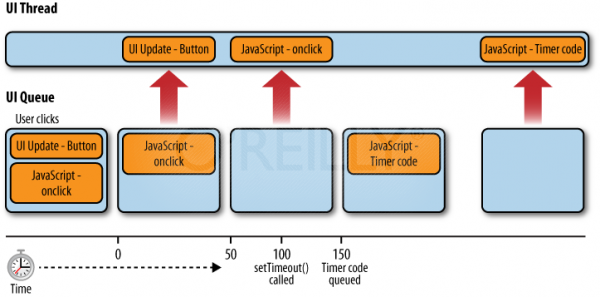 UI Thread
UI Update - Button
JavaScript - onclick
JavaScript - Timer code
UI Queue
User clicks
UI Update - Button
JavaScript -
onclick
JavaScript -
onclick
JavaScript -
Timer code
O'REILLY®
0
50
100
150
setTimeout()
called
Timer code
queued
Time